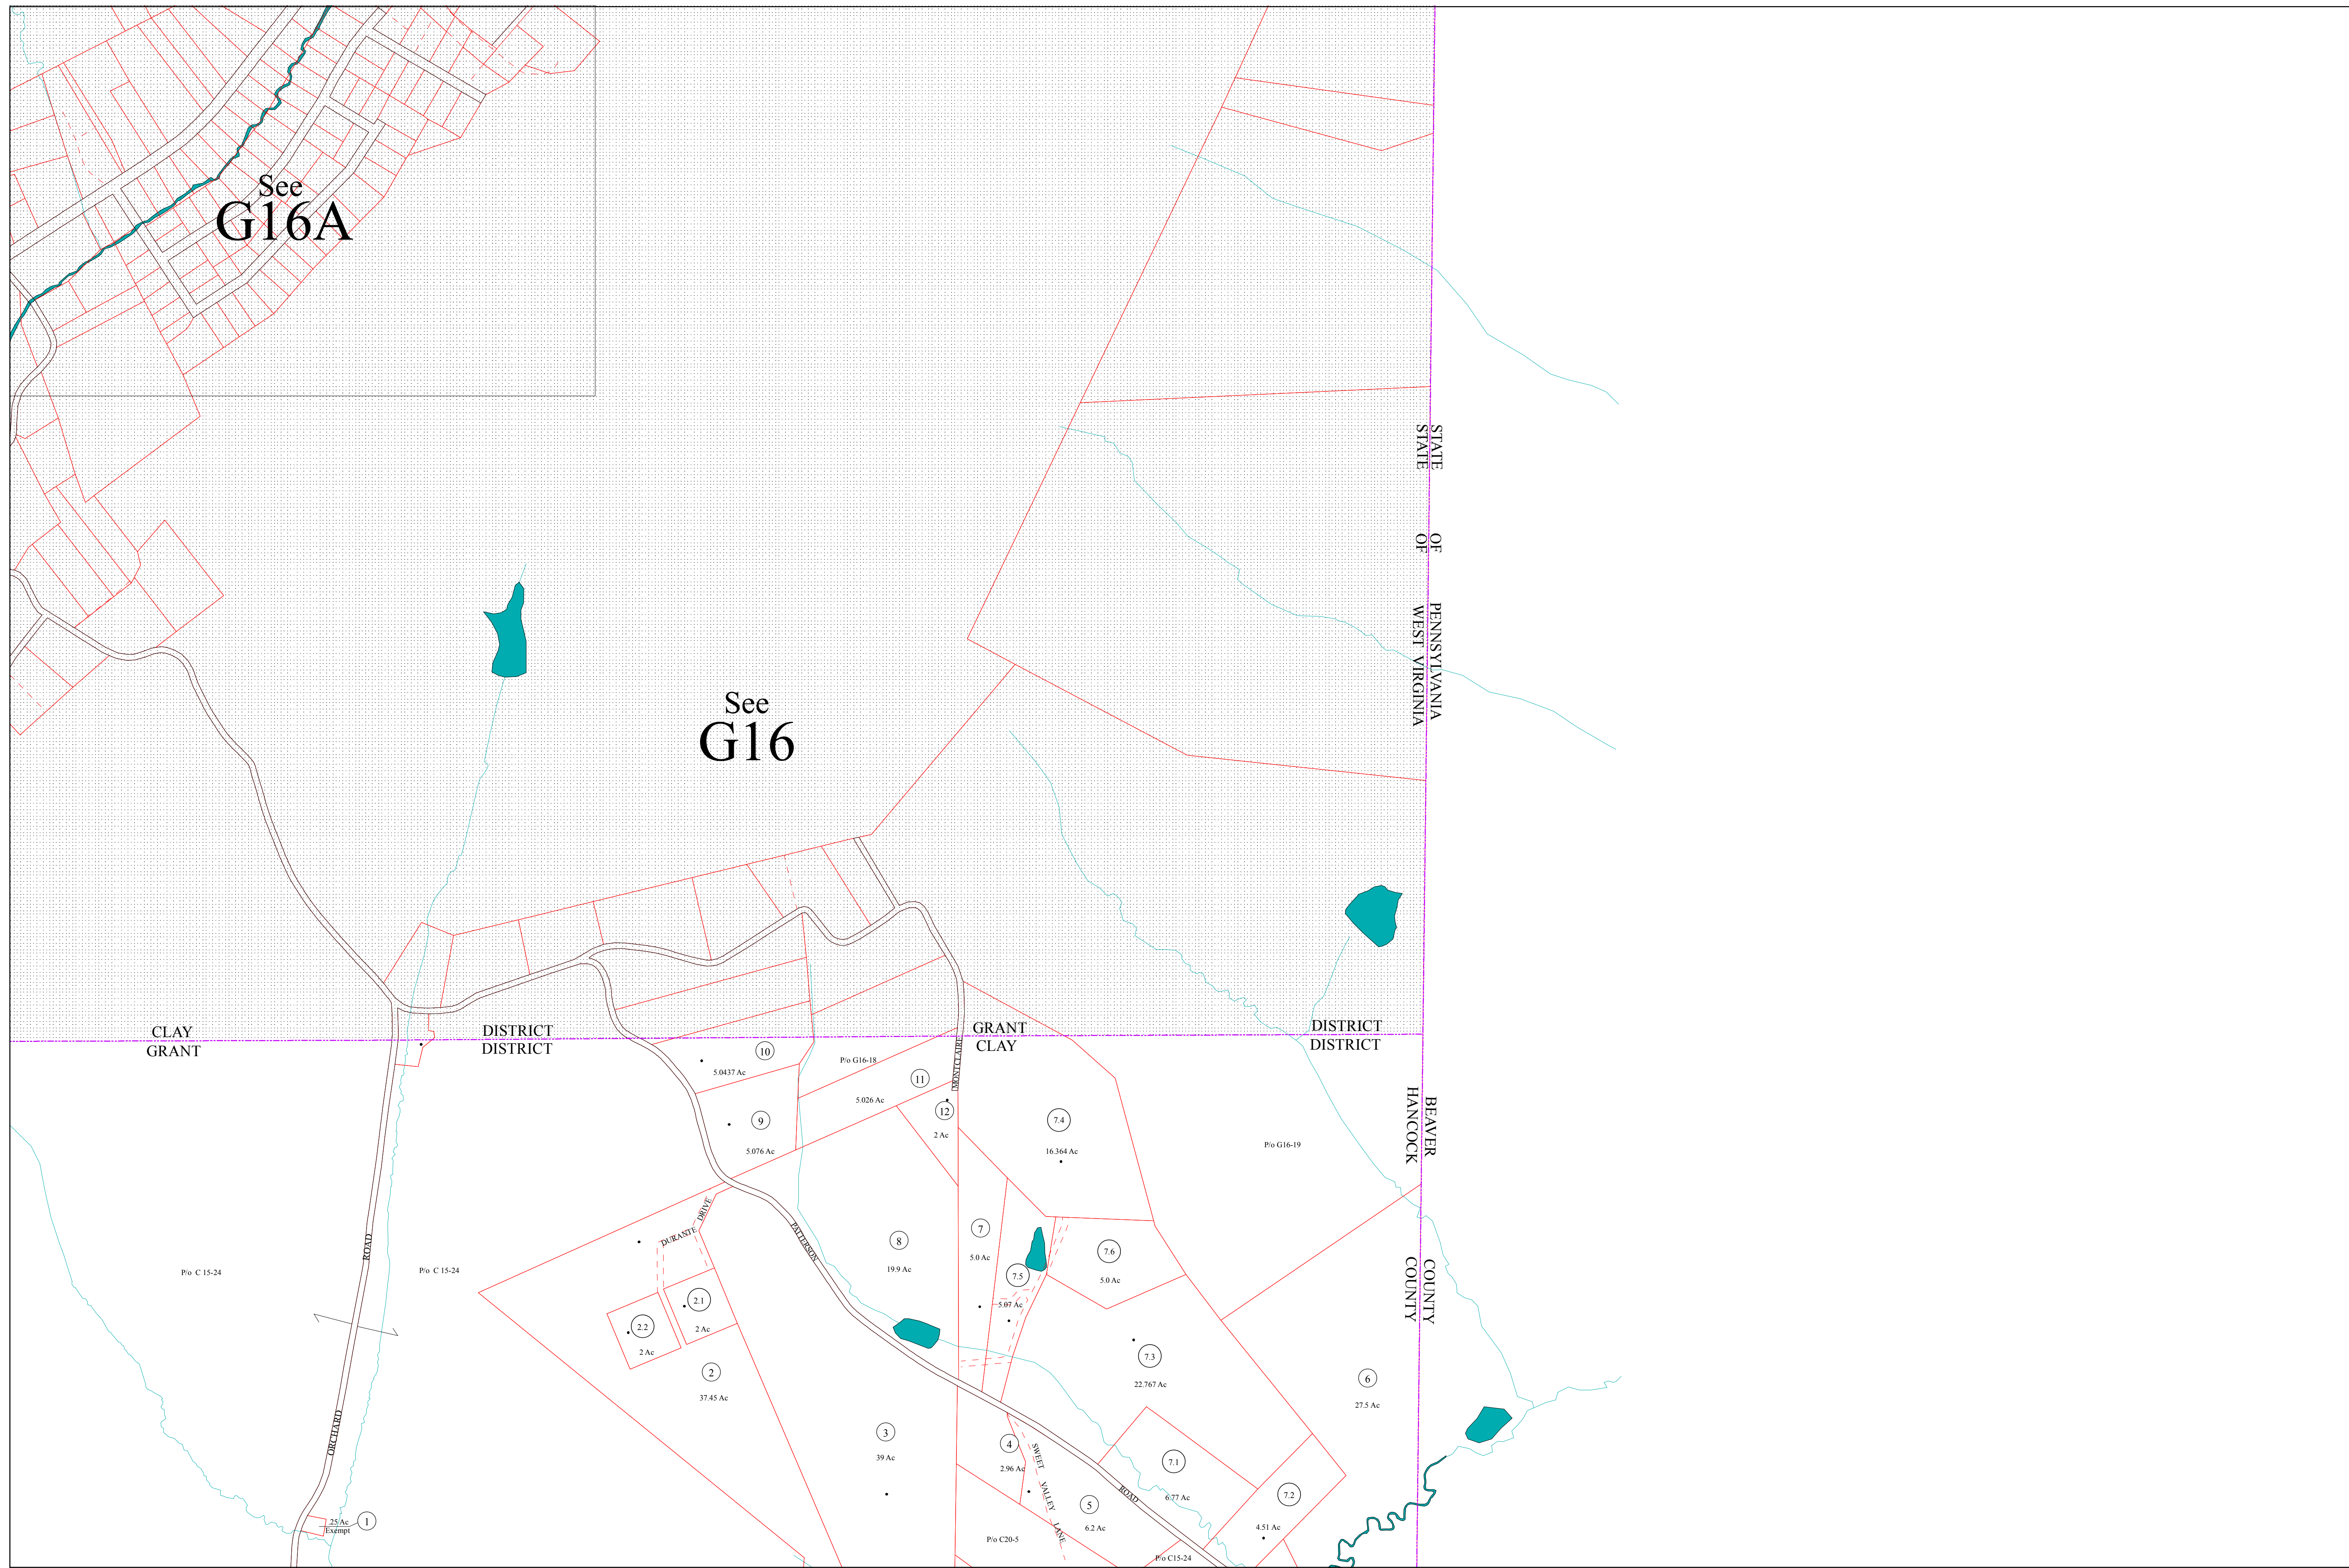 See
G16A
STATE OF PENNSYLVANIA
STATE OF WEST VIRGINIA
See
G16
CLAY DISTRICT GRANT DISTRICT
GRANT DISTRICT CLAY DISTRICT
10
5.0437 Ac
P/o G16-18
MONTCLAIRE
11
5.026 Ac
12
2 Ac
9
5.076 Ac
7.4
16.364 Ac
P/o G16-19
BEAVER COUNTY
HANCOCK COUNTY
DURANTE DRIVE
ROAD
P/o C 15-24
P/o C 15-24
PATTERSON
8
19.9 Ac
7
5.0 Ac
7.6
5.0 Ac
7.5
5.07 Ac
2.1
2 Ac
2.2
2 Ac
2
37.45 Ac
7.3
22.767 Ac
6
27.5 Ac
ORCHARD
3
39 Ac
4
2.96 Ac
SWEET VALLEY LANE
7.1
6.77 Ac
ROAD
7.2
4.51 Ac
5
6.2 Ac
.25 Ac
Exempt
1
P/o C20-5
P/o C15-24